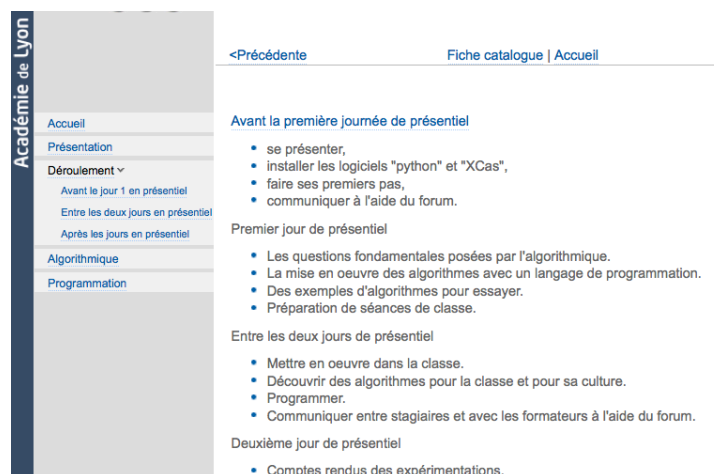 Académie de Lyon
<Précédente
Fiche catalogue | Accueil
Accueil
Présentation
Déroulement
Avant le jour 1 en présentiel
Entre les deux jours en présentiel
Après les jours en présentiel
Algorithmique
Programmation
Avant la première journée de présentiel
• se présenter,
• installer les logiciels "python" et "XCas",
• faire ses premiers pas,
• communiquer à l'aide du forum.
Premier jour de présentiel
• Les questions fondamentales posées par l'algorithmique.
• La mise en oeuvre des algorithmes avec un langage de programmation.
• Des exemples d'algorithmes pour essayer.
• Préparation de séances de classe.
Entre les deux jours de présentiel
• Mettre en oeuvre dans la classe.
• Découvrir des algorithmes pour la classe et pour sa culture.
• Programmer.
• Communiquer entre stagiaires et avec les formateurs à l'aide du forum.
Deuxième jour de présentiel
• Comptes rendus des expérimentations.